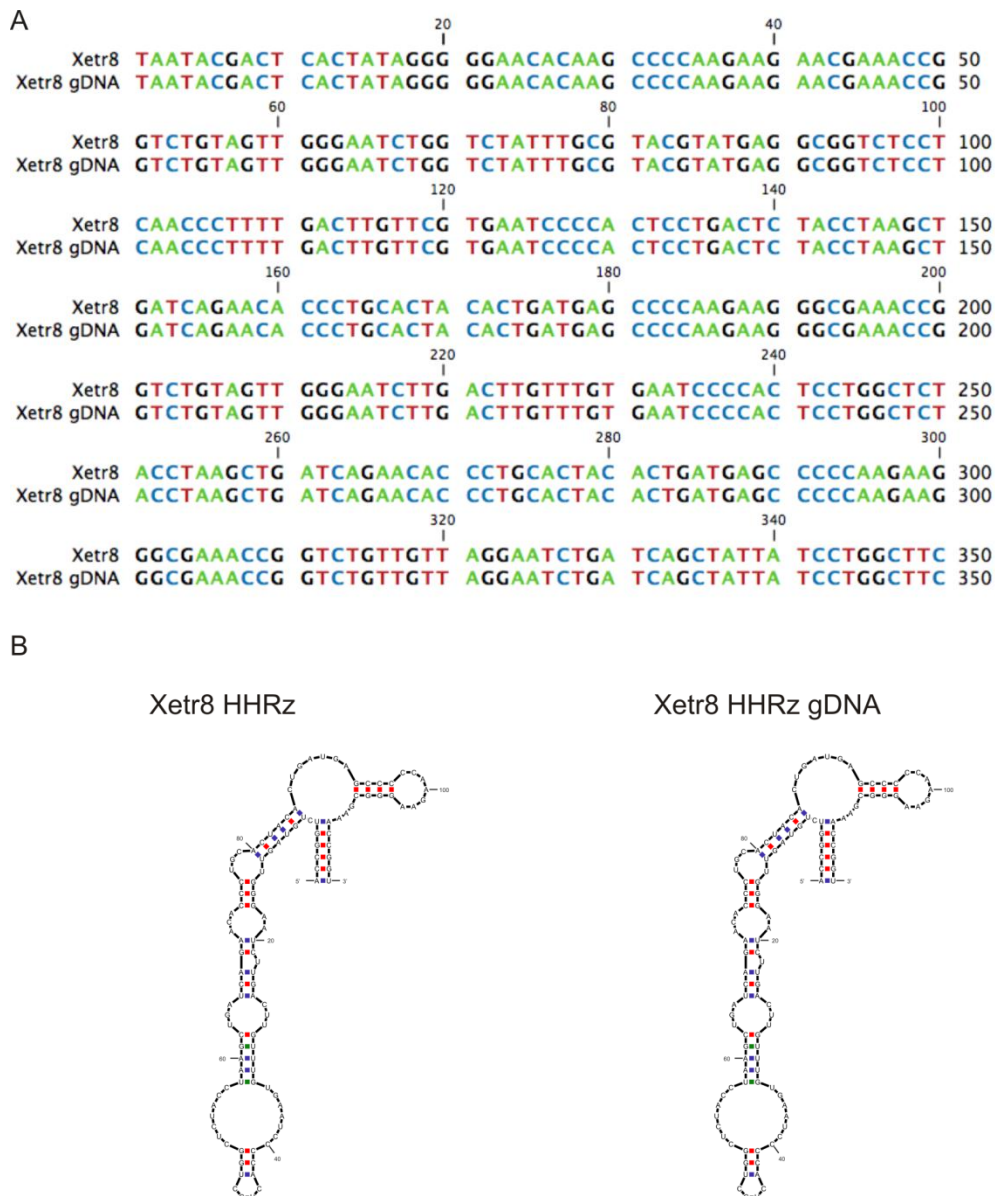 A
20 40
Xetr8 TAATACGACT CACTATAGGG GGAACACAAG CCCCAAGAAG AACGAAACCG 50
Xetr8 gDNA TAATACGACT CACTATAGGG GGAACACAAG CCCCAAGAAG AACGAAACCG 50
60 80 100
Xetr8 GTCTGTAGTT GGGAATCTGG TCTATTTGCG TACGTATGAG GCGGTCTCCT 100
Xetr8 gDNA GTCTGTAGTT GGGAATCTGG TCTATTTGCG TACGTATGAG GCGGTCTCCT 100
120 140
Xetr8 CAACCCTTTT GACTTGTTCG TGAATCCCCA CTCCTGACTC TACCTAAGCT 150
Xetr8 gDNA CAACCCTTTT GACTTGTTCG TGAATCCCCA CTCCTGACTC TACCTAAGCT 150
160 180 200
Xetr8 GATCAGAACA CCCTGCACTA CACTGATGAG CCCCAAGAAG GGCGAAACCG 200
Xetr8 gDNA GATCAGAACA CCCTGCACTA CACTGATGAG CCCCAAGAAG GGCGAAACCG 200
220 240
Xetr8 GTCTGTAGTT GGGAATCTTG ACTTGTTTGT GAATCCCCAC TCCTGGCTCT 250
Xetr8 gDNA GTCTGTAGTT GGGAATCTTG ACTTGTTTGT GAATCCCCAC TCCTGGCTCT 250
260 280 300
Xetr8 ACCTAAGCTG ATCAGAACAC CCTGCACTAC ACTGATGAGC CCCCAAGAAG 300
Xetr8 gDNA ACCTAAGCTG ATCAGAACAC CCTGCACTAC ACTGATGAGC CCCCAAGAAG 300
320 340
Xetr8 GGCGAAACCG GTCTGTTGTT AGGAATCTGA TCAGCTATTA TCCTGGCTTC 350
Xetr8 gDNA GGCGAAACCG GTCTGTTGTT AGGAATCTGA TCAGCTATTA TCCTGGCTTC 350
B
Xetr8 HHRz Xetr8 HHRz gDNA
100 100
80 80
5' 3' 5' 3'
20 20
60 60
40 40